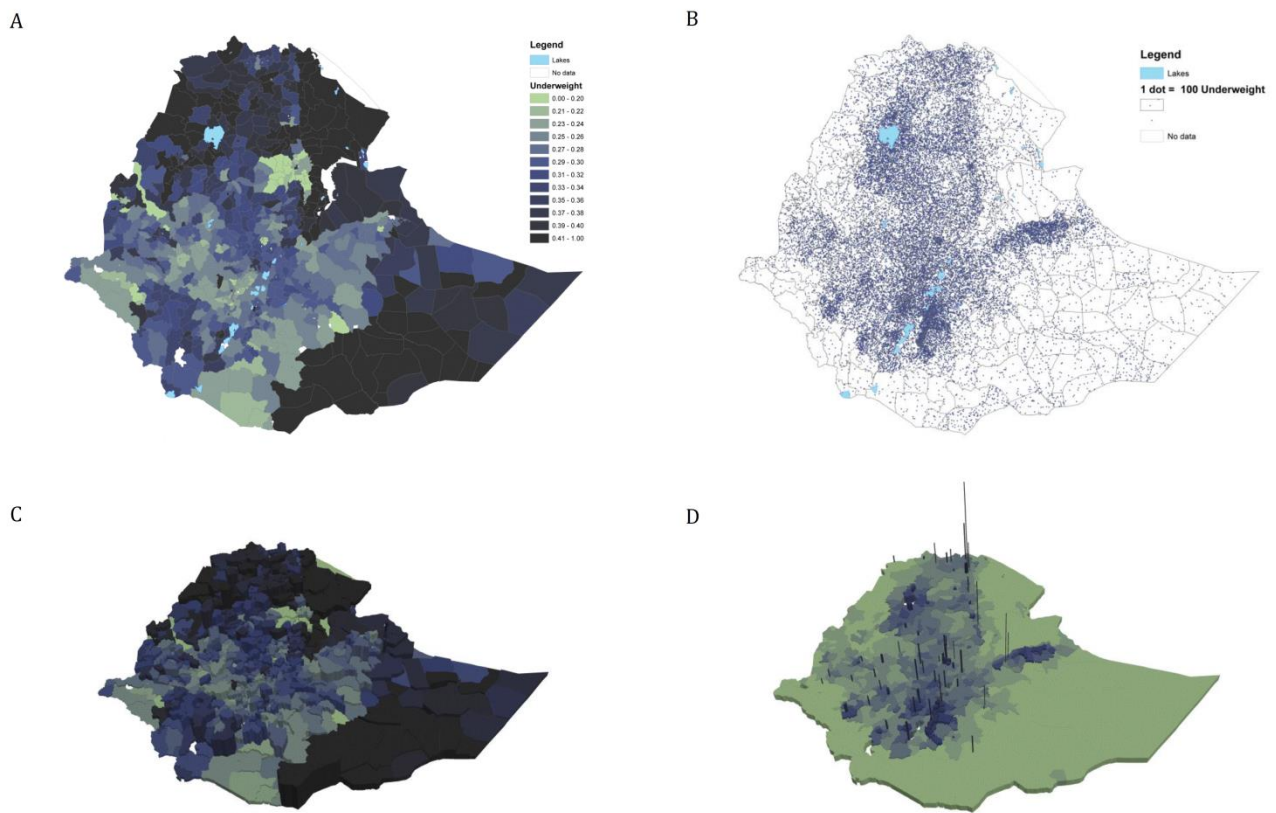 A
Legend
Lakes
No data
Underweight
0.00 - 0.20
0.21 - 0.22
0.23 - 0.24
0.25 - 0.26
0.27 - 0.28
0.29 - 0.30
0.31 - 0.32
0.33 - 0.34
0.35 - 0.36
0.37 - 0.38
0.39 - 0.40
0.41 - 1.00
B
Legend
Lakes
1 dot = 100 Underweight
No data
C
D